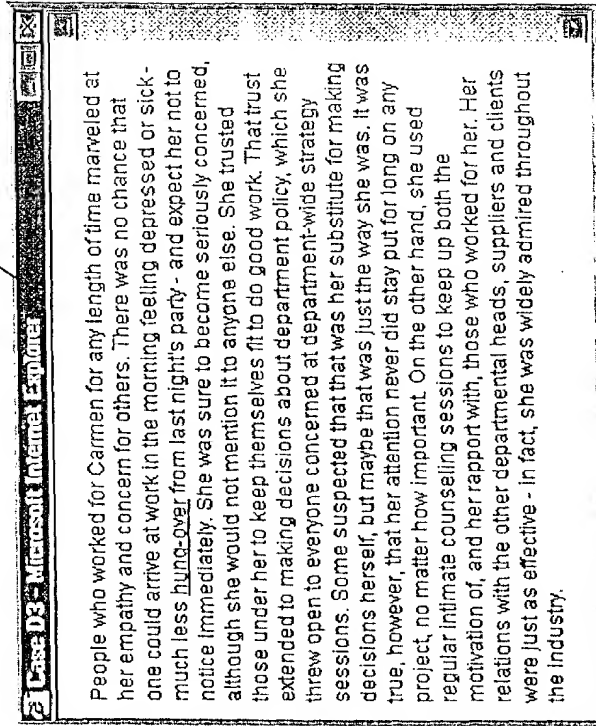 Case D3 - Microsoft Internet Explorer
People who worked for Carmen for any length of time marveled at
her empathy and concern for others. There was no chance that
one could arrive at work in the morning feeling depressed or sick -
much less hung-over from last night's party - and expect her not to
notice immediately. She was sure to become seriously concerned,
although she would not mention it to anyone else. She trusted
those under her to keep themselves fit to do good work. That trust
extended to making decisions about department policy, which she
threw open to everyone concerned at department-wide strategy
sessions. Some suspected that that was her substitute for making
decisions herself, but maybe that was just the way she was. It was
true, however, that her attention never did stay put for long on any
project, no matter how important. On the other hand, she used
regular intimate counseling sessions to keep up both the
motivation of, and her rapport with, those who worked for her. Her
relations with the other departmental heads, suppliers and clients
were just as effective - In fact, she was widely admired throughout
the Industry.